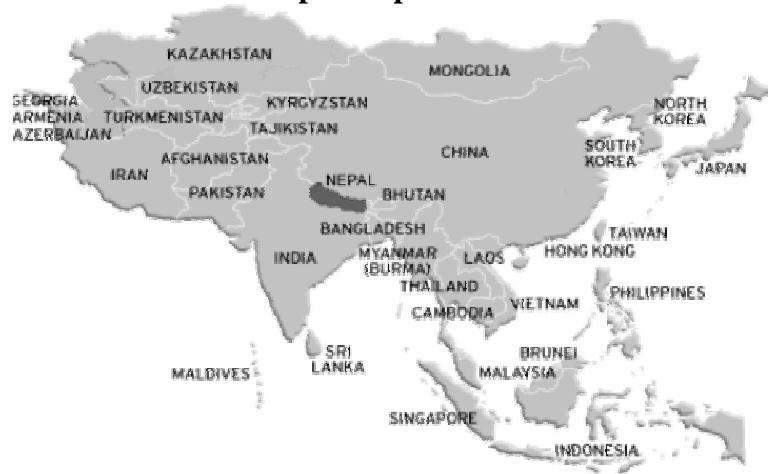 KAZAKHSTAN
MONGOLIA
UZBEKISTAN
GEORGIA
KYRGYZSTAN
NORTH
KOREA
ARMENIA
TURKMENISTAN
AZERBAIJAN
TAJIKISTAN
SOUTH
KOREA
CHINA
AFGHANISTAN
JAPAN
IRAN
NEPAL
PAKISTAN
BHUTAN
BANGLADESH
TAIWAN
HONG KONG
INDIA
MYANMAR
(BURMA)
LAOS
THAILAND
PHILIPPINES
VIETNAM
CAMBODIA
SRI
LANKA
BRUNEI
MALDIVES
MALAYSIA
SINGAPORE
INDONESIA